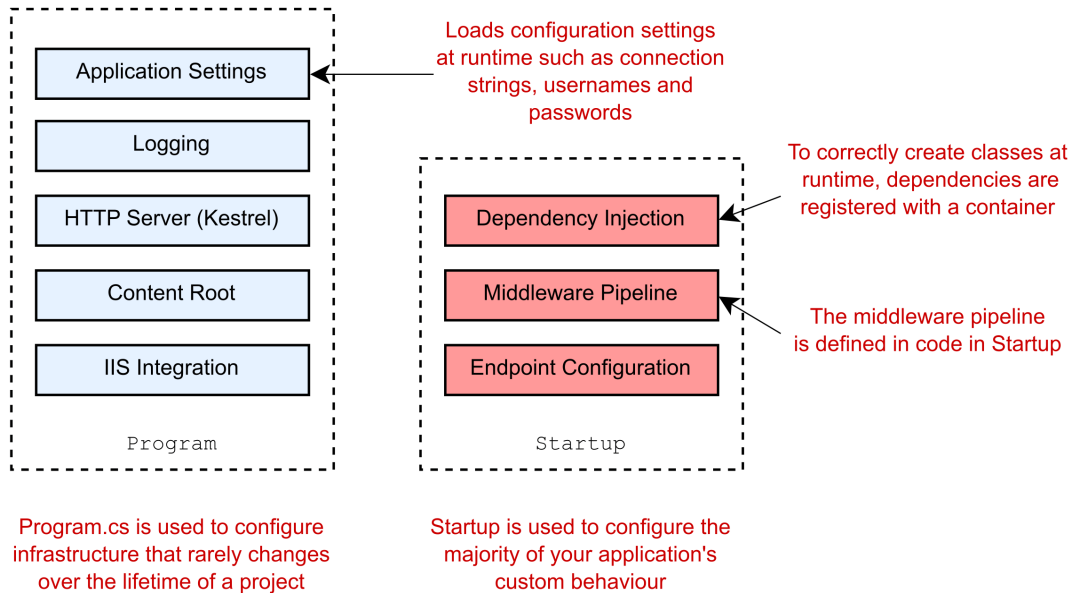 Loads configuration settings
at runtime such as connection
strings, usernames and
passwords
Application Settings
Logging
HTTP Server (Kestrel)
Content Root
IIS Integration
Program
To correctly create classes at
runtime, dependencies are
registered with a container
Dependency Injection
Middleware Pipeline
Endpoint Configuration
Startup
The middleware pipeline
is defined in code in Startup
Program.cs is used to configure
infrastructure that rarely changes
over the lifetime of a project
Startup is used to configure the
majority of your application's
custom behaviour